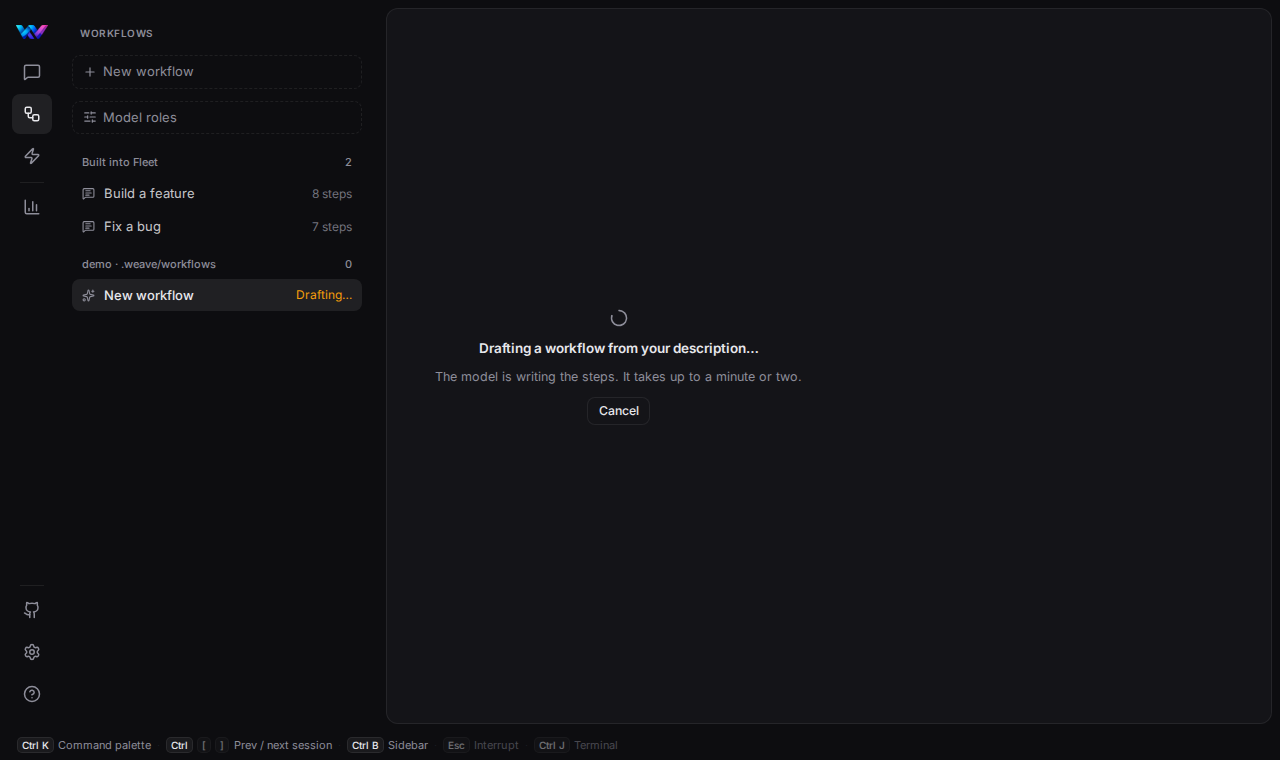 WORKFLOWS
New workflow
Model roles
Built into Fleet 2
Build a feature 8 steps
Fix a bug 7 steps
demo · .weave/workflows 0
New workflow Drafting...
Drafting a workflow from your description...
The model is writing the steps. It takes up to a minute or two.
Cancel
Ctrl K Command palette Ctrl [ ] Prev / next session Ctrl B Sidebar Esc Interrupt Ctrl J Terminal